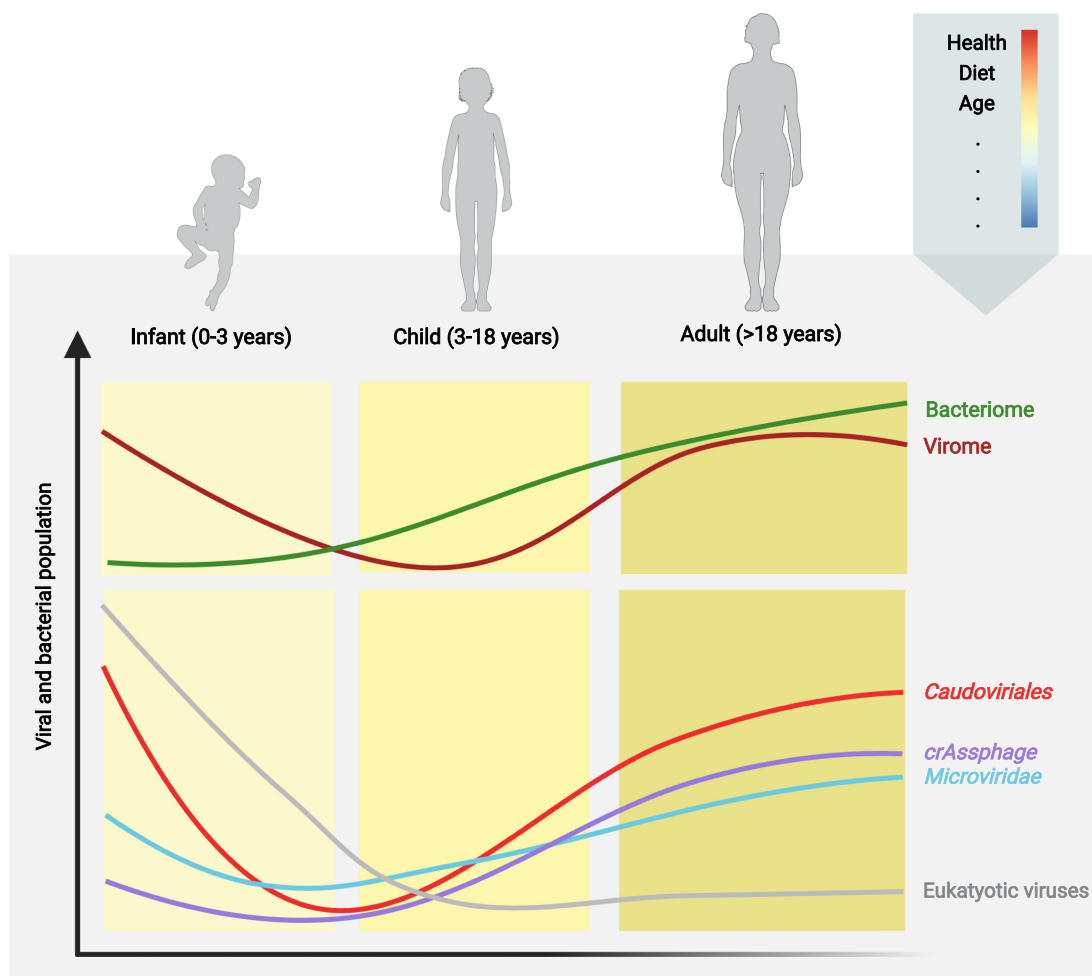 Health
Diet
Age
Infant (0-3 years)
Child (3-18 years)
Adult (>18 years)
Viral and bacterial population
Bacteriome
Virome
Caudoviriales
crAssphage
Microviridae
Eukatyotic viruses